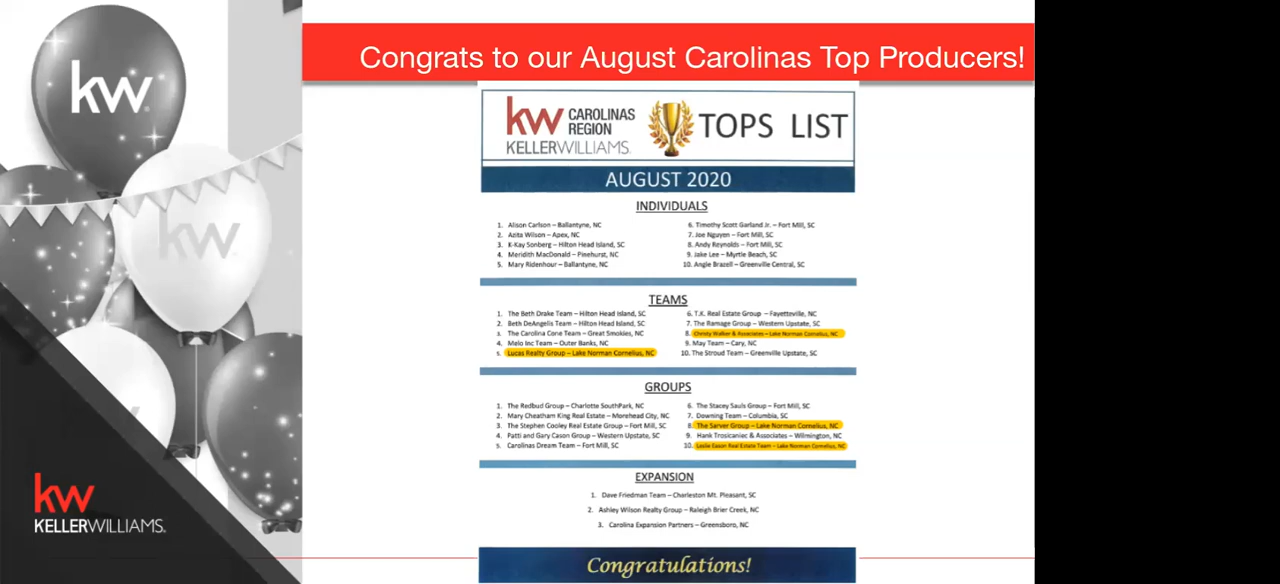 Congrats to our August Carolinas Top Producers!
kw
kw
kw CAROLINAS REGION
KELLERWILLIAMS.
TOPS LIST
AUGUST 2020
INDIVIDUALS
1. Alison Carlson – Ballantyne, NC
2. Azita Wilson – Apex, NC
3. K-Kay Sonberg – Hilton Head Island, SC
4. Meridith MacDonald – Pinehurst, NC
5. Mary Ridenhour – Ballantyne, NC
6. Timothy Scott Garland Jr. – Fort Mill, SC
7. Joe Nguyen – Fort Mill, SC
8. Andy Reynolds – Fort Mill, SC
9. Jake Lee – Myrtle Beach, SC
10. Angie Brazell – Greenville Central, SC
TEAMS
1. The Beth Drake Team – Hilton Head Island, SC
2. Beth DeAngelis Team – Hilton Head Island, SC
3. The Carolina Cone Team – Great Smokies, NC
4. Melo Inc Team – Outer Banks, NC
5. Lucas Realty Group – Lake Norman Cornelius, NC
6. T.K. Real Estate Group – Fayetteville, NC
7. The Ramage Group – Western Upstate, SC
8. Christy Walker & Associates – Lake Norman Cornelius, NC
9. May Team – Cary, NC
10. The Stroud Team – Greenville Upstate, SC
GROUPS
1. The Redbud Group – Charlotte SouthPark, NC
2. Mary Cheatham King Real Estate – Morehead City, NC
3. The Stephen Cooley Real Estate Group – Fort Mill, SC
4. Patti and Gary Cason Group – Western Upstate, SC
5. Carolinas Dream Team – Fort Mill, SC
6. The Stacey Sauls Group – Fort Mill, SC
7. Downing Team – Columbia, SC
8. The Sarver Group – Lake Norman Cornelius, NC
9. Hank Troscianiec & Associates – Wilmington, NC
10. Leslie Eason Real Estate Team – Lake Norman Cornelius, NC
EXPANSION
1. Dave Friedman Team – Charleston Mt. Pleasant, SC
2. Ashley Wilson Realty Group – Raleigh Brier Creek, NC
3. Carolina Expansion Partners – Greensboro, NC
Congratulations!
kw
KELLERWILLIAMS.